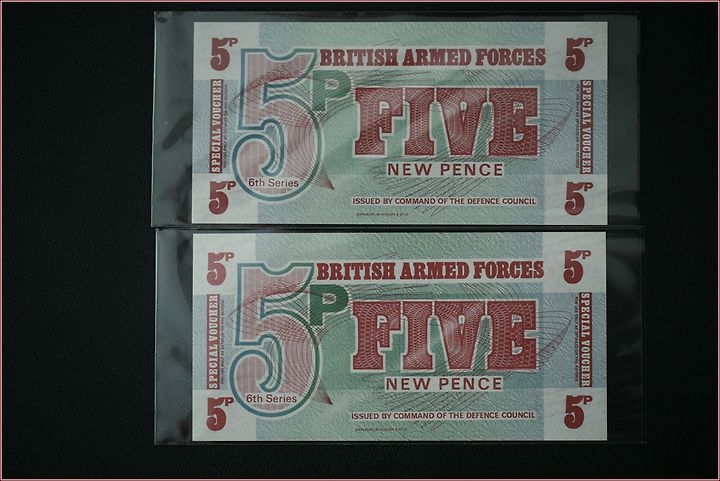 5P BRITISH ARMED FORCES 5P
SPECIAL VOUCHER
5P
FIVE
NEW PENCE
SPECIAL VOUCHER
6th Series
5P ISSUED BY COMMAND OF THE DEFENCE COUNCIL 5P
5P BRITISH ARMED FORCES 5P
SPECIAL VOUCHER
5P
FIVE
NEW PENCE
SPECIAL VOUCHER
6th Series
5P ISSUED BY COMMAND OF THE DEFENCE COUNCIL 5P